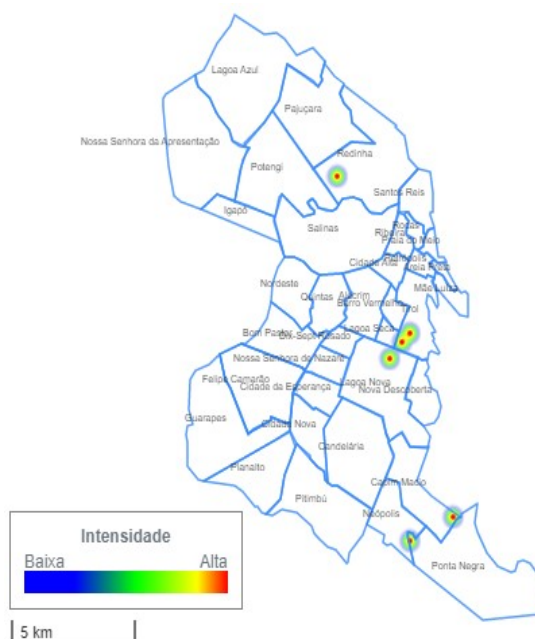 Lagoa Azul
Pajuçara
Nossa Senhora da Apresentação
Redinha
Potengi
Santos Reis
Igapó
Salinas
Rocas
Ribeira
Praia do Meio
Petrópolis
Cidade Alta
Areia Preta
Nordeste
Mãe Luiza
Quintas
Alecrim
Barro Vermelho
Tirol
Bom Pastor
Dix-Sept Rosado
Lagoa Seca
Nossa Senhora de Nazaré
Felipe Camarão
Cidade da Esperança
Lagoa Nova
Nova Descoberta
Guarapes
Cidade Nova
Candelária
Planalto
Capim Macio
Pitimbú
Neópolis
Ponta Negra
Intensidade
Baixa
Alta
5 km